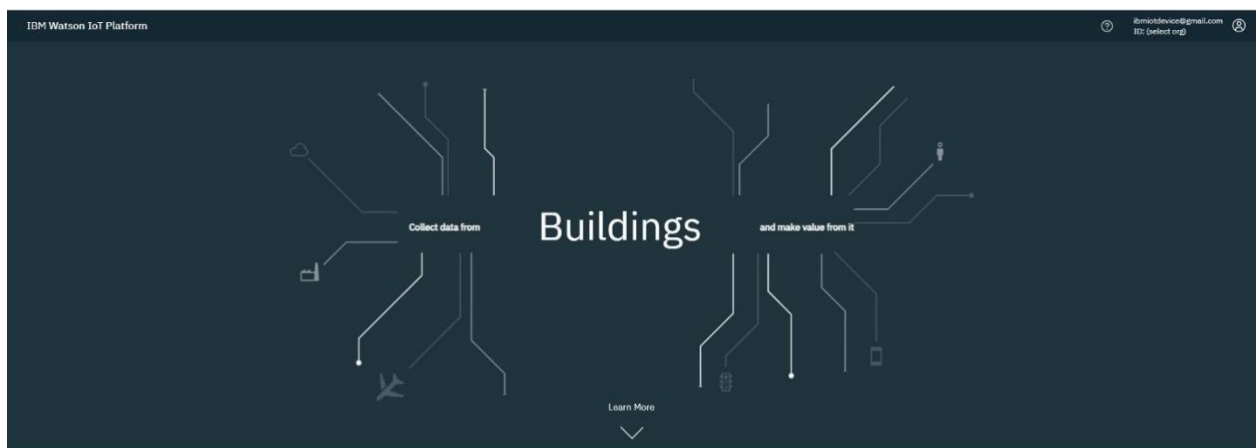 IBM Watson IoT Platform
ibmiotdevice@gmail.com
ID: (select org)
Collect data from
Buildings
and make value from it
Learn More